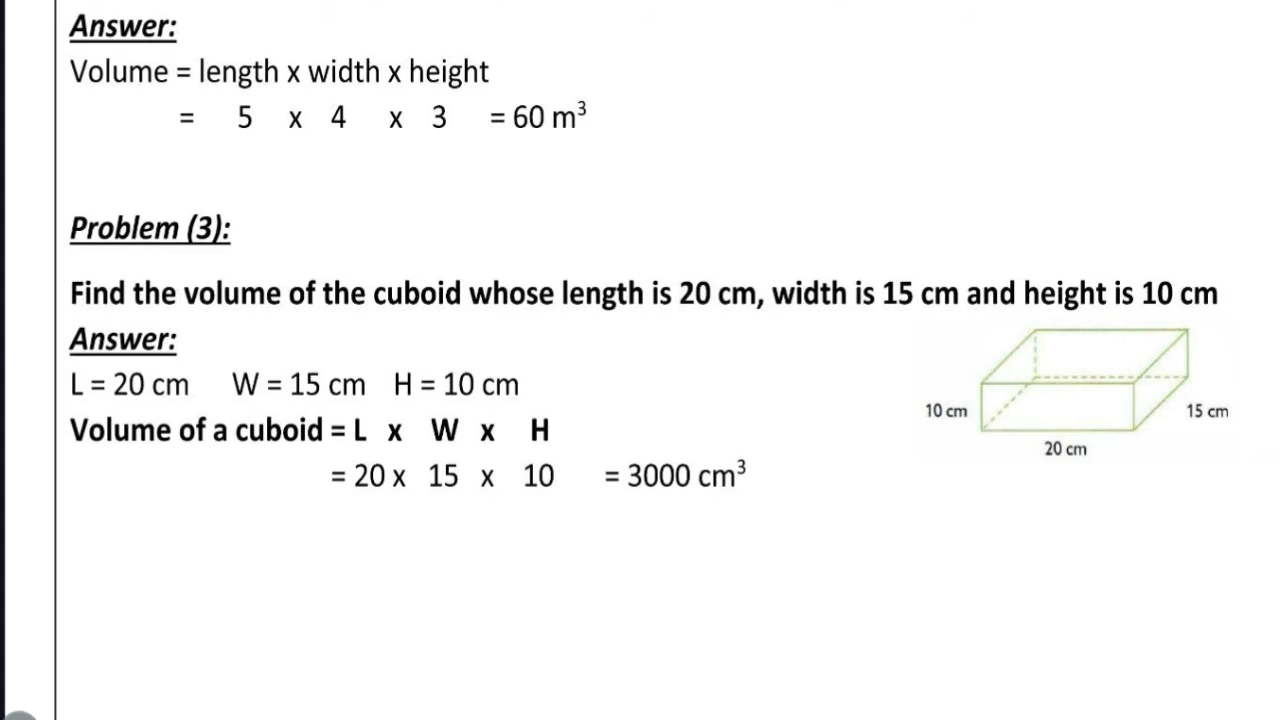 Answer:
Volume = length x width x height
= 5 x 4 x 3 = 60 m³
Problem (3):
Find the volume of the cuboid whose length is 20 cm, width is 15 cm and height is 10 cm
Answer:
L = 20 cm W = 15 cm H = 10 cm
Volume of a cuboid = L x W x H
= 20 x 15 x 10 = 3000 cm³
10 cm
15 cm
20 cm